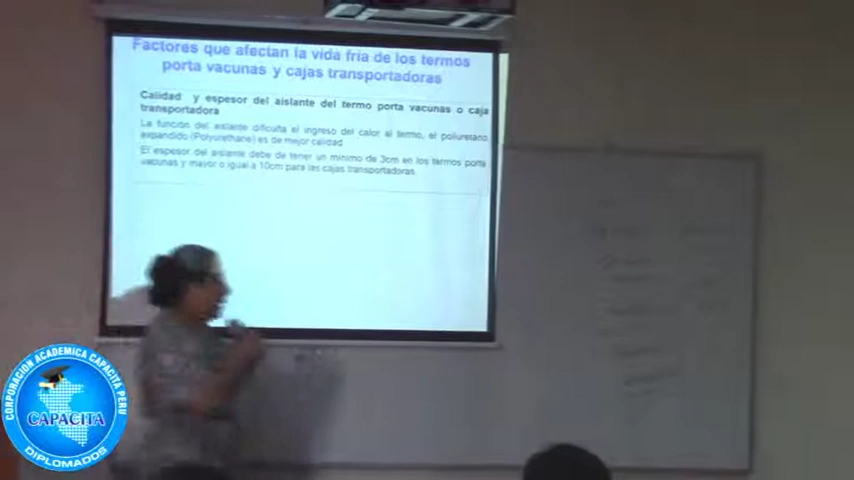 Factores que afectan la vida fria de los termos
porta vacunas y cajas transportadoras
Calidad y espesor del aislante del termo porta vacunas o caja
transportadora
La función del aislante dificulta el ingreso del calor al termo, el poliuretano
expandido (Polyurethane) es de mejor calidad
El espesor del aislante debe de tener un mínimo de 3cm en los termos porta
vacunas y mayor o igual a 10cm para las cajas transportadoras.
CORPORACION ACADEMICA CAPACITA PERU
CAPACITA
DIPLOMADOS